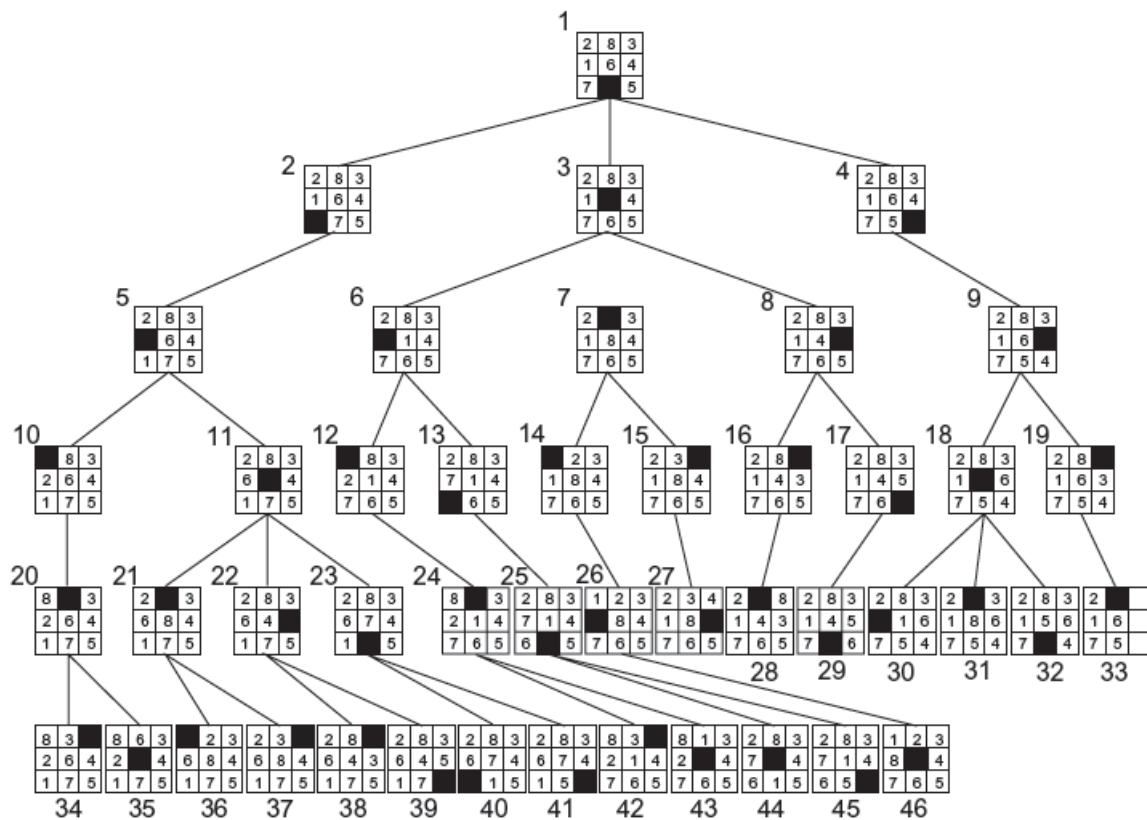 1
2 8 3
1 6 4
7 5
2
2 8 3
1 6 4
7 5
3
2 8 3
1 4
7 6 5
4
2 8 3
1 6 4
7 5
5
2 8 3
6 4
1 7 5
6
2 8 3
1 4
7 6 5
7
2 3
1 8 4
7 6 5
8
2 8 3
1 4
7 6 5
9
2 8 3
1 6
7 5 4
10
8 3
2 6 4
1 7 5
11
2 8 3
6 4
1 7 5
12
8 3
2 1 4
7 6 5
13
2 8 3
7 1 4
6 5
14
2 3
1 8 4
7 6 5
15
2 3
1 8 4
7 6 5
16
2 8
1 4 3
7 6 5
17
2 8 3
1 4 5
7 6
18
2 8 3
1 6
7 5 4
19
2 8
1 6 3
7 5 4
20
8 3
2 6 4
1 7 5
21
2 3
6 8 4
1 7 5
22
2 8 3
6 4
1 7 5
23
2 8 3
6 7 4
1 5
24
8 3
2 1 4
7 6 5
25
2 8 3
7 1 4
6 5
26
1 2 3
8 4
7 6 5
27
2 3 4
1 8
7 6 5
2 8
1 4 3
7 6 5
28
2 8 3
1 4 5
7 6
29
2 8 3
1 6
7 5 4
30
2 3
1 8 6
7 5 4
31
2 8 3
1 5 6
7 4
32
2
1 6
7 5
33
8 3
2 6 4
1 7 5
34
8 6 3
2 4
1 7 5
35
2 3
6 8 4
1 7 5
36
2 3
6 8 4
1 7 5
37
2 8
6 4 3
1 7 5
38
2 8 3
6 4 5
1 7
39
2 8 3
6 7 4
1 5
40
2 8 3
6 7 4
1 5
41
8 3
2 1 4
7 6 5
42
8 1 3
2 4
7 6 5
43
2 8 3
7 4
6 1 5
44
2 8 3
7 1 4
6 5
45
1 2 3
8 4
7 6 5
46